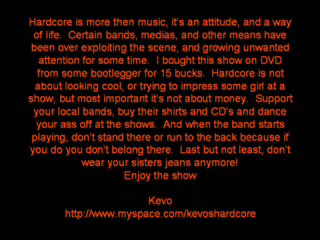 Hardcore is more then music, it's an attitude, and a way
of life.  Certain bands, medias, and other means have
been over exploiting the scene, and growing unwanted
attention for some time.  I bought this show on DVD
from some bootlegger for 15 bucks.  Hardcore is not
about looking cool, or trying to impress some girl at a
show, but most important it's not about money.  Support
your local bands, buy their shirts and CD's and dance
your ass off at the shows.  And when the band starts
playing, don't stand there or run to the back because if
you do you don't belong there.  Last but not least, don't
wear your sisters jeans anymore!
Enjoy the show
Kevo
http://www.myspace.com/kevoshardcore